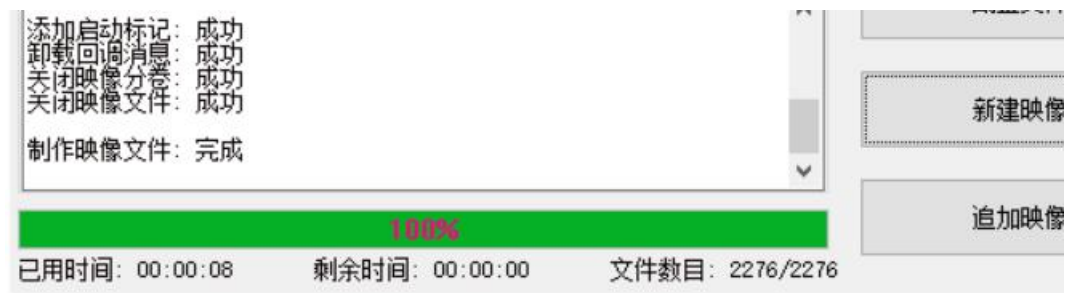 添加启动标记: 成功
卸载回调消息: 成功
关闭映像分卷: 成功
关闭映像文件: 成功
制作映像文件: 完成
新建映像
追加映像
100%
已用时间: 00:00:08 剩余时间: 00:00:00 文件数目: 2276/2276